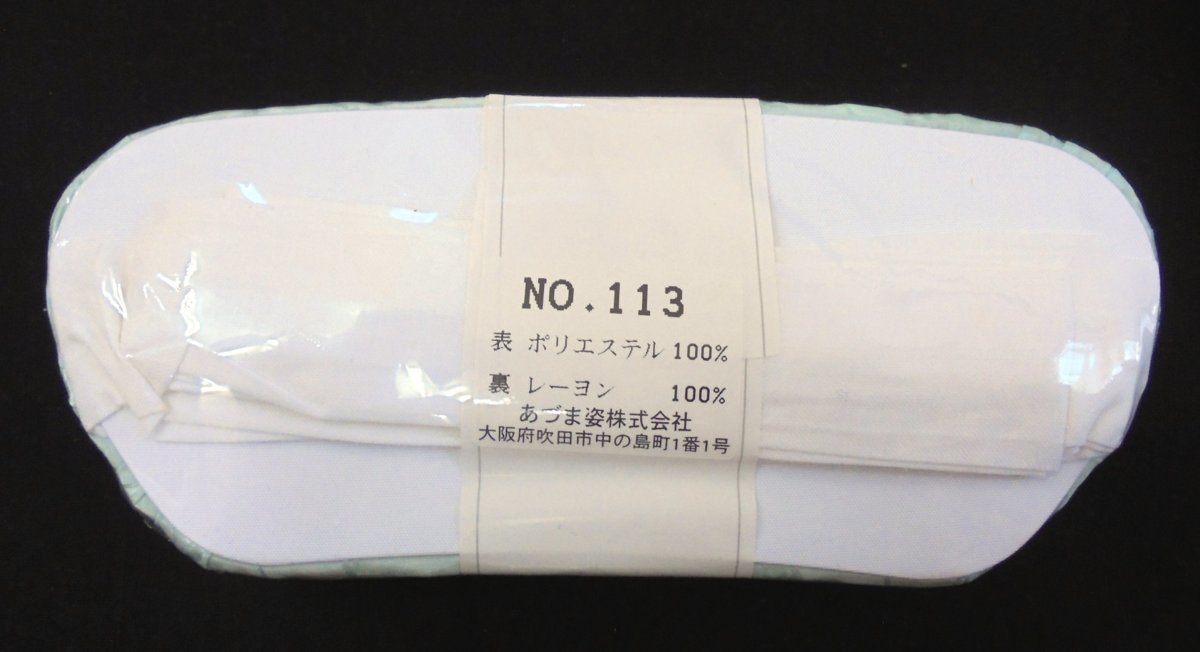 NO.113
表 ポリエステル 100%
裏 レーヨン 100%
あづま姿株式会社
大阪府吹田市中の島町1番1号